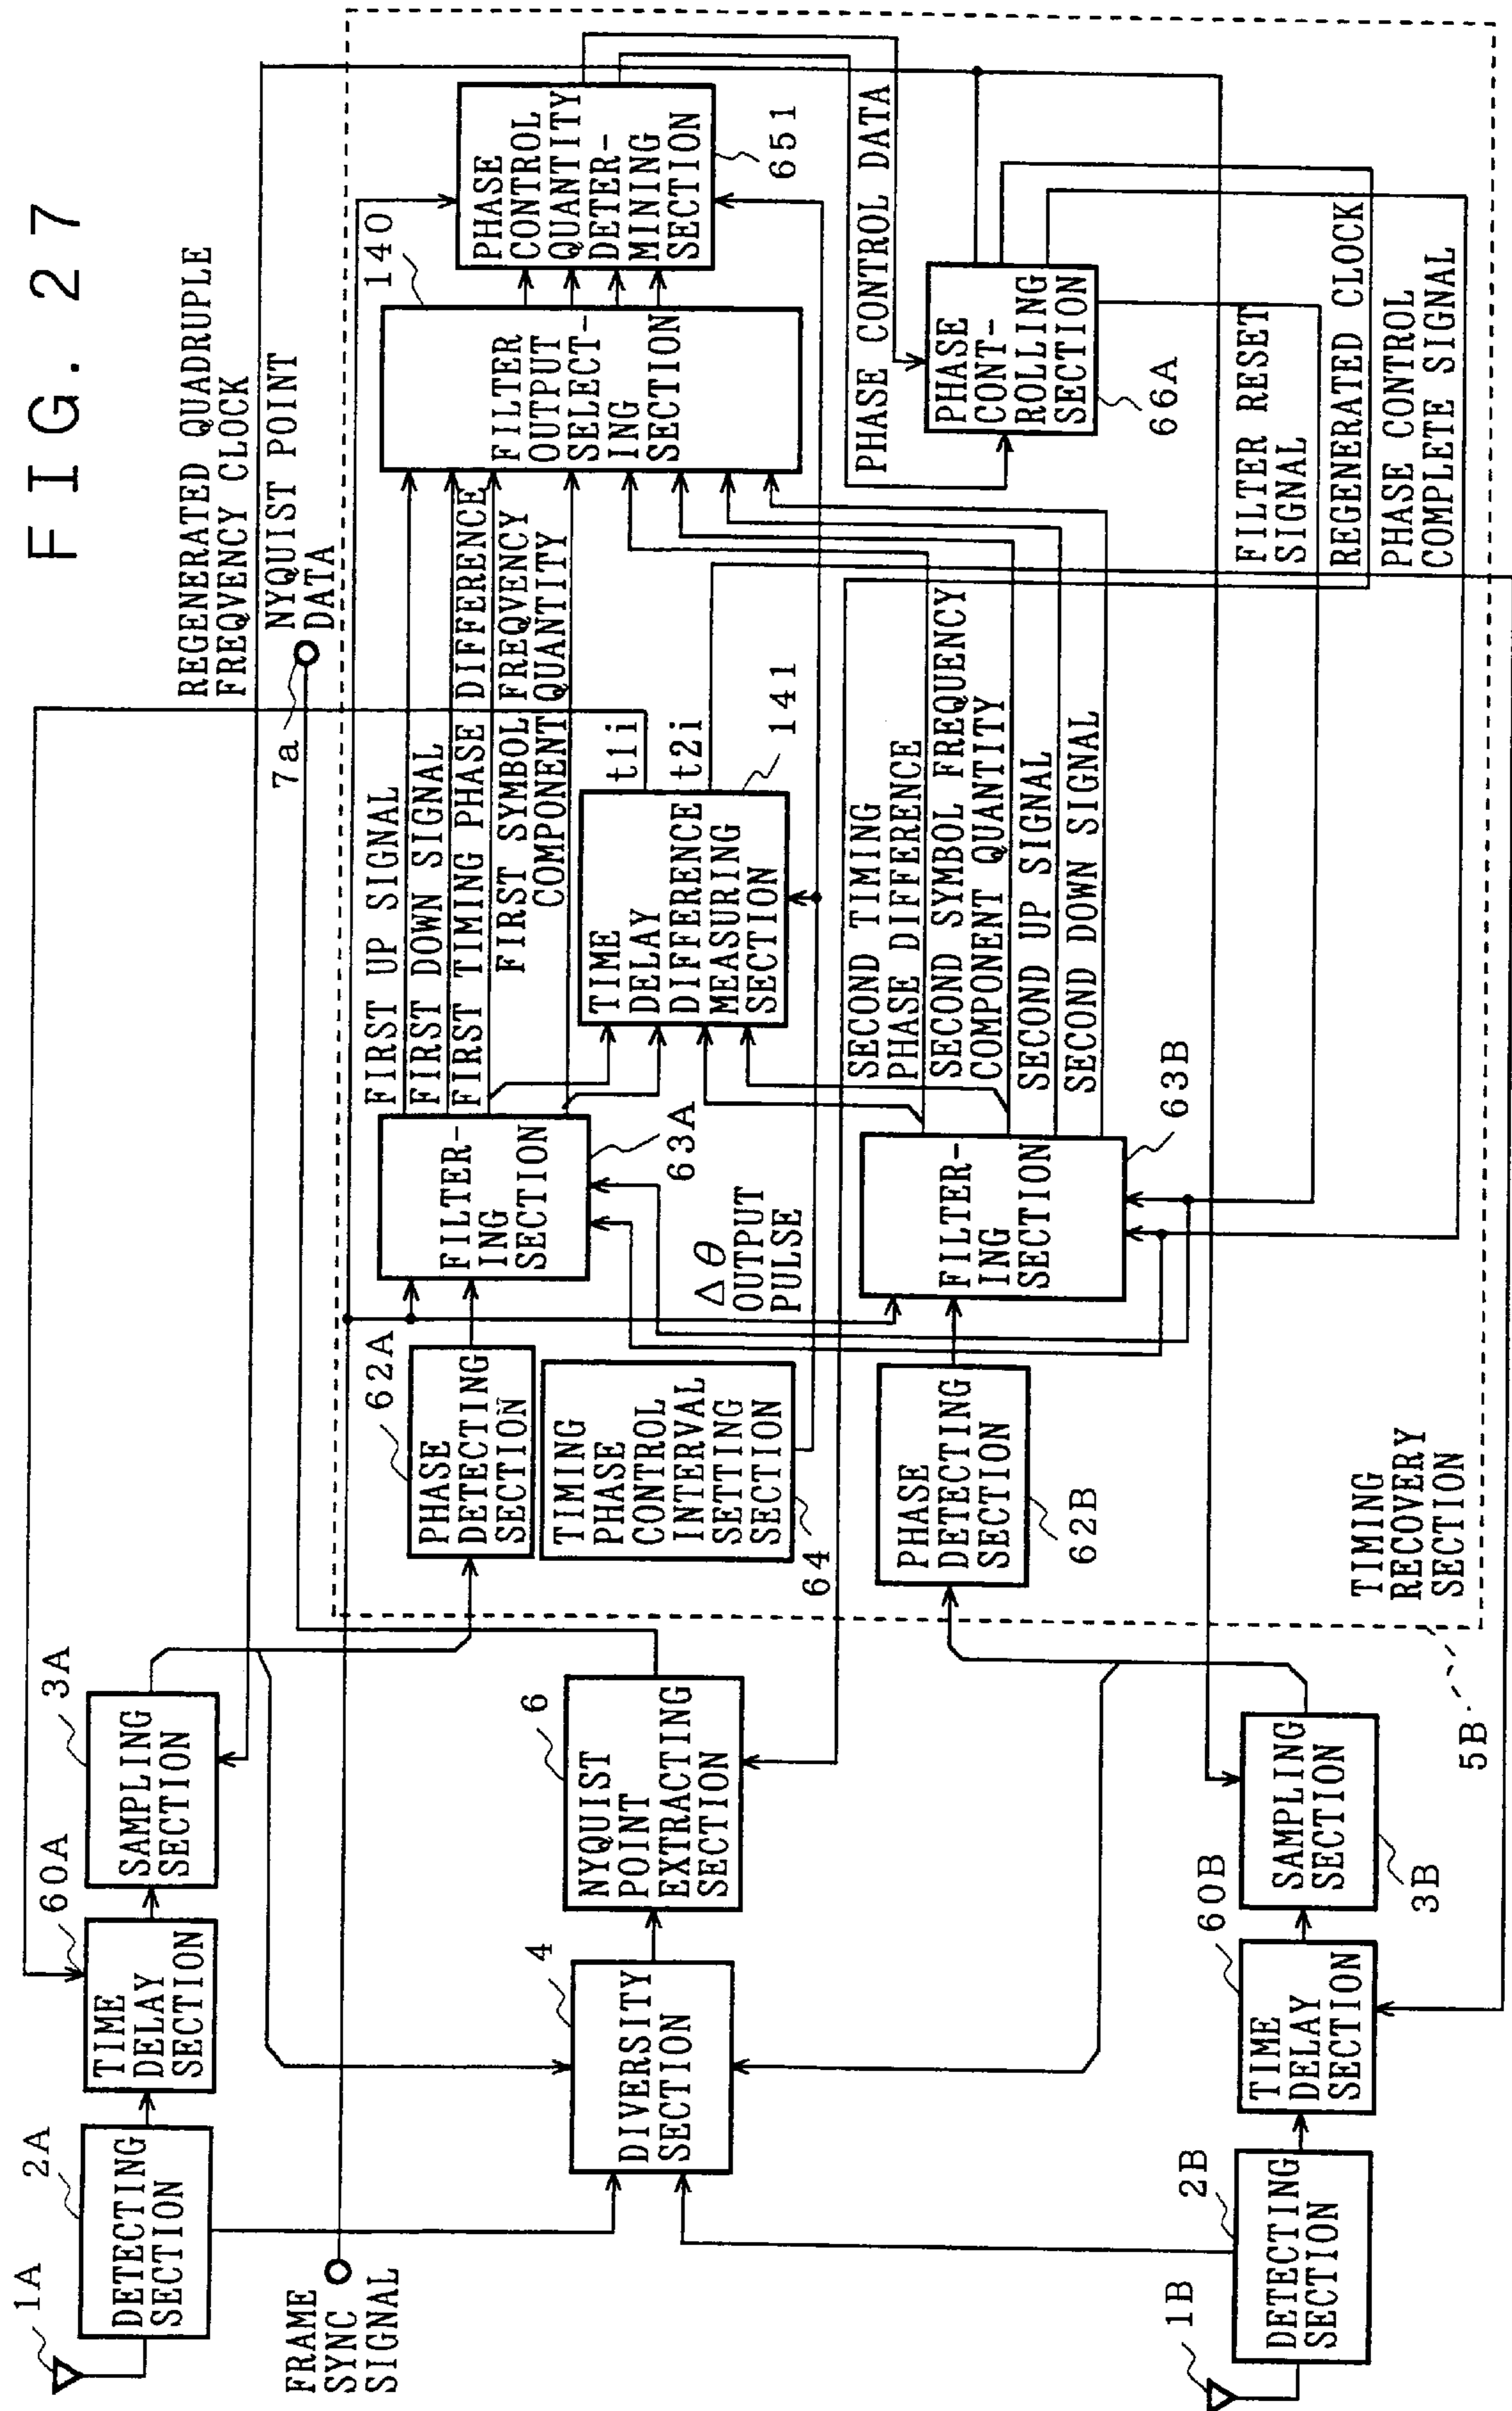 FIG. 27
1A
2A
DETECTING
SECTION
TIME
DELAY
SECTION
60A
SAMPLING
SECTION
3A
REGENERATED QUADRUPLE
FREQVENCY CLOCK
NYQUIST POINT
DATA
7a
FRAME
SYNC
SIGNAL
DIVERSITY
SECTION
4
NYQUIST
POINT
EXTRACTING
SECTION
6
PHASE
DETECTING
SECTION
62A
TIMING
PHASE
CONTROL
INTERVAL
SETTING
SECTION
64
Δθ
OUTPUT
PULSE
FILTER-
ING
SECTION
63A
FIRST UP SIGNAL
FIRST DOWN SIGNAL
FIRST TIMING PHASE DIFFERENCE
FIRST SYMBOL FREQVENCY
COMPONENT QUANTITY
TIME
DELAY
DIFFERENCE
MEASURING
SECTION
t1i
t2i
141
FILTER
OUTPUT
SELECT-
ING
SECTION
140
PHASE
CONTROL
QUANTITY
DETER-
MINING
SECTION
651
PHASE CONTROL DATA
PHASE
CONT-
ROLLING
SECTION
66A
FILTER RESET
SIGNAL
REGENERATED CLOCK
PHASE CONTROL
COMPLETE SIGNAL
SECOND TIMING
PHASE DIFFERENCE
SECOND SYMBOL FREQUENCY
COMPONENT QUANTITY
SECOND UP SIGNAL
SECOND DOWN SIGNAL
FILTER-
ING
SECTION
63B
PHASE
DETECTING
SECTION
62B
TIMING
RECOVERY
SECTION
5B
1B
2B
DETECTING
SECTION
TIME
DELAY
SECTION
60B
SAMPLING
SECTION
3B